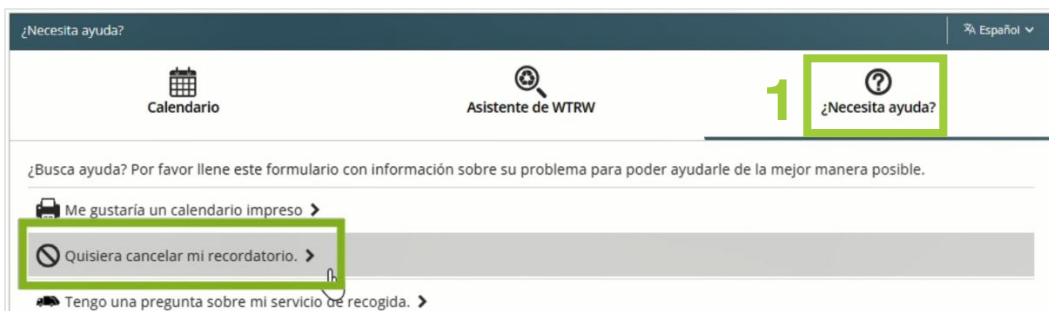 ¿Necesita ayuda?
Español
Calendario
Asistente de WTRW
1
¿Necesita ayuda?
¿Busca ayuda? Por favor llene este formulario con información sobre su problema para poder ayudarle de la mejor manera posible.
Me gustaría un calendario impreso
Quisiera cancelar mi recordatorio.
Tengo una pregunta sobre mi servicio de recogida.